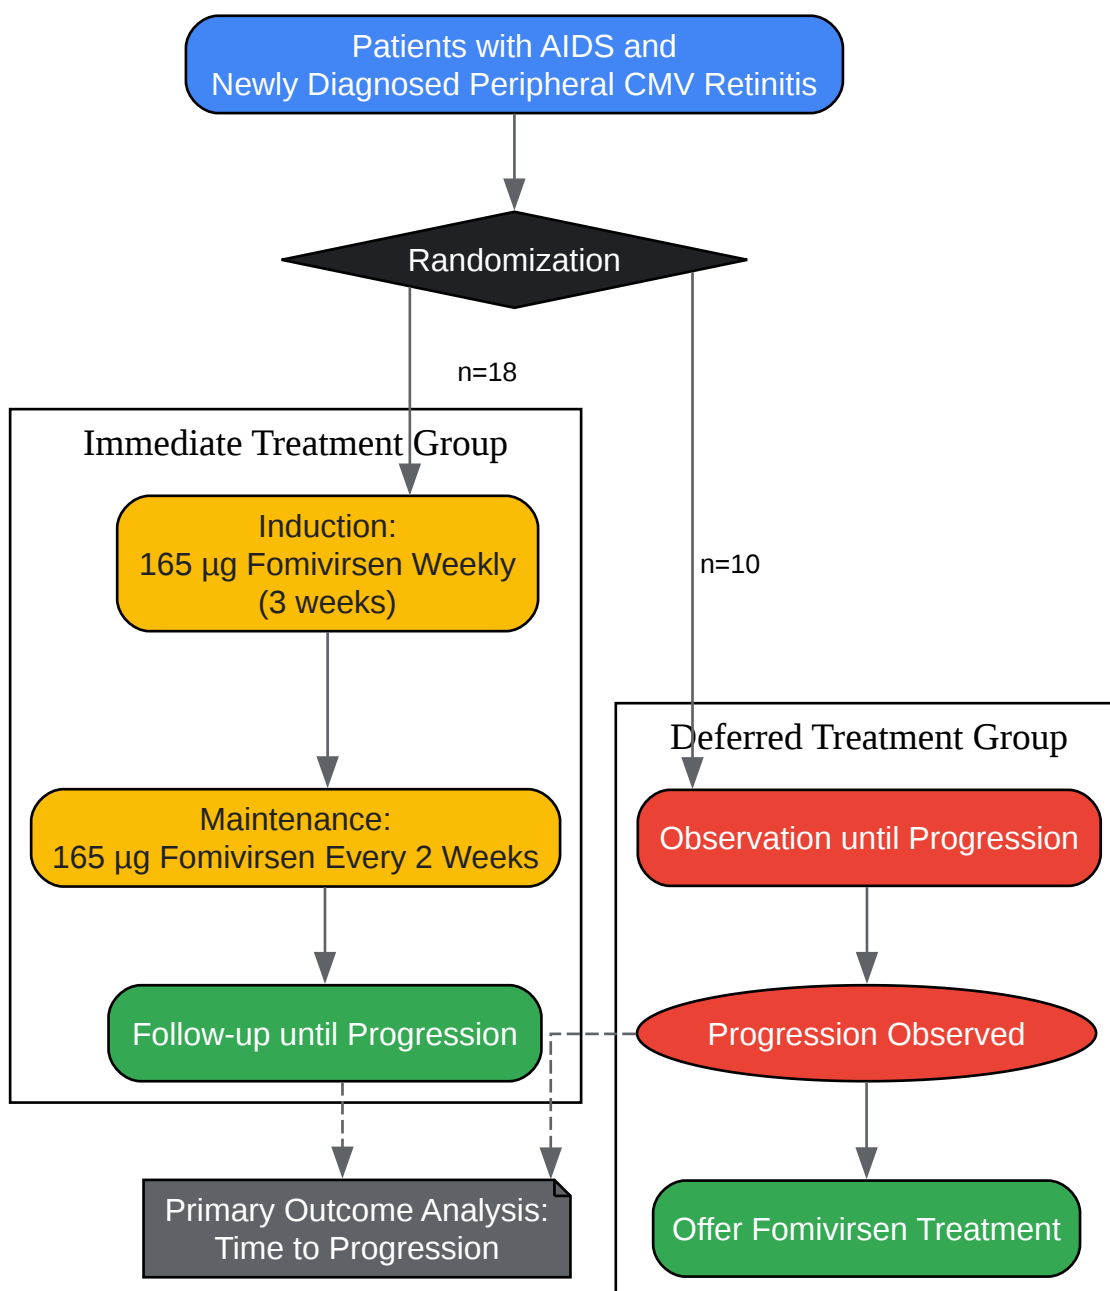 Patients with AIDS and
Newly Diagnosed Peripheral CMV Retinitis
Randomization
n=18
Immediate Treatment Group
Induction:
165 µg Fomivirsen Weekly
(3 weeks)
n=10
Deferred Treatment Group
Maintenance:
165 µg Fomivirsen Every 2 Weeks
Observation until Progression
Follow-up until Progression
Progression Observed
Primary Outcome Analysis:
Time to Progression
Offer Fomivirsen Treatment